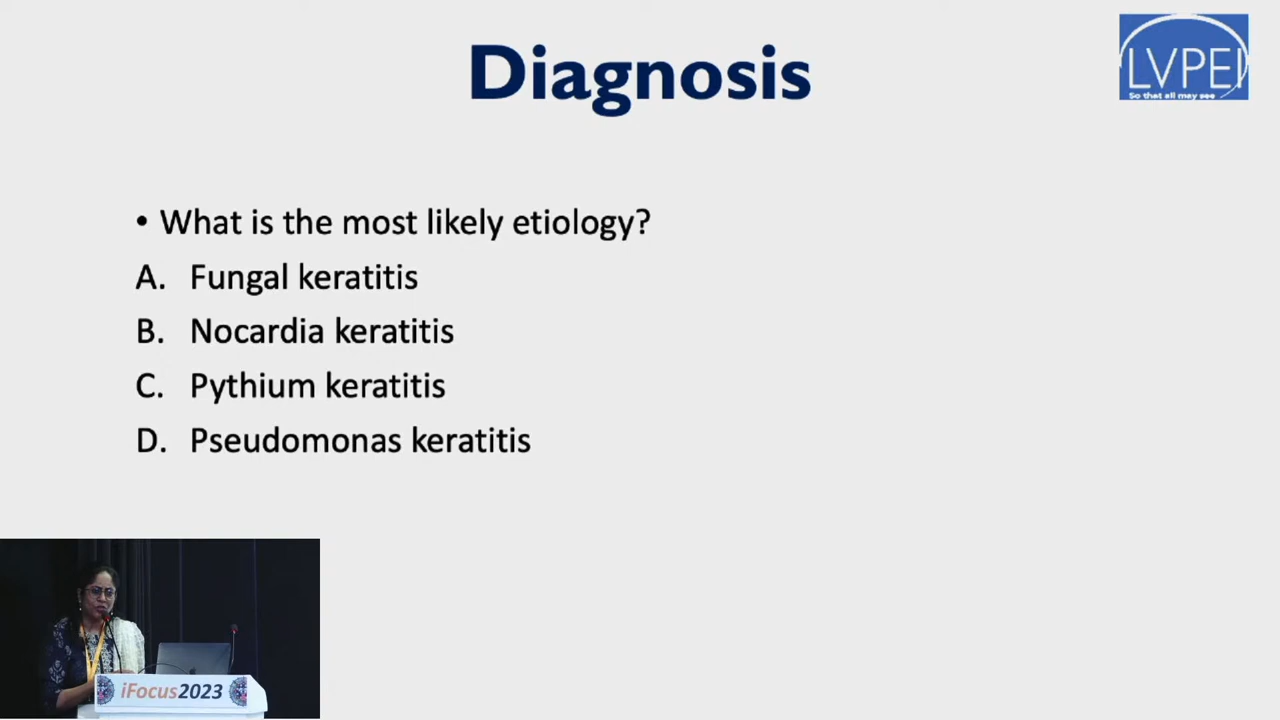 Diagnosis
LVPEI
So that all may see
• What is the most likely etiology?
A. Fungal keratitis
B. Nocardia keratitis
C. Pythium keratitis
D. Pseudomonas keratitis
iFocus2023